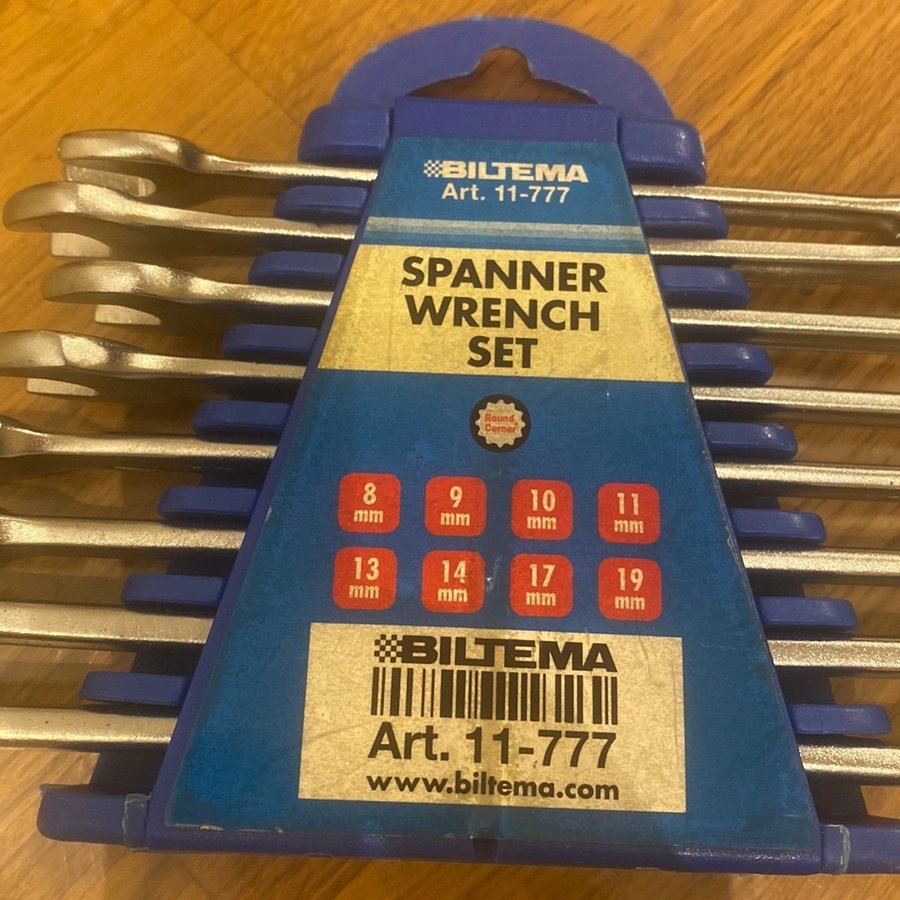 BILTEMA
Art. 11-777
SPANNER
WRENCH
SET
Round
Corner
8 mm 9 mm 10 mm 11 mm
13 mm 14 mm 17 mm 19 mm
BILTEMA
Art. 11-777
www.biltema.com